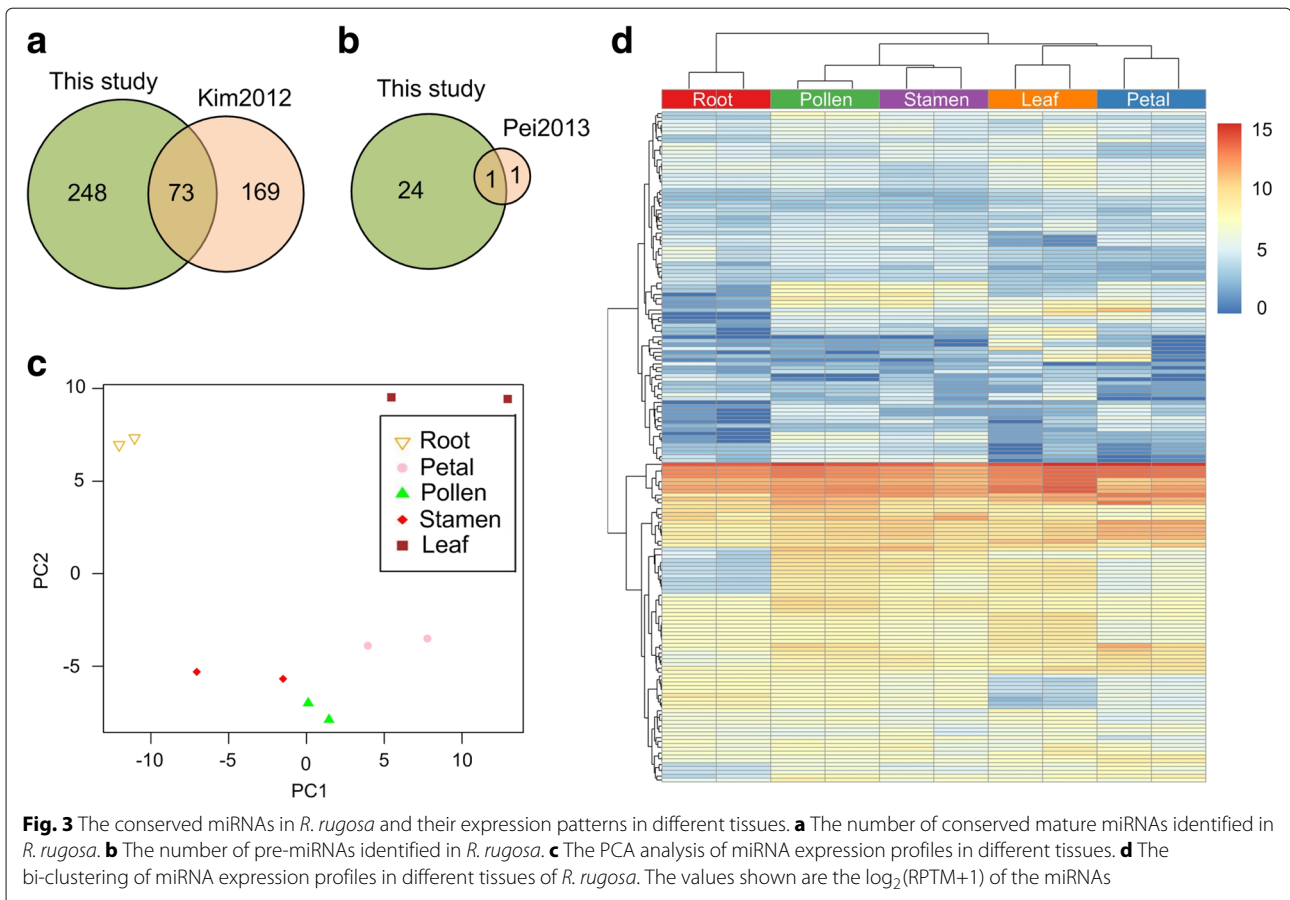 a
This study
Kim2012
248
73
169
b
This study
Pei2013
24
1
1
c
10
5
0
-5
PC2
-10
-5
0
5
10
PC1
Root
Petal
Pollen
Stamen
Leaf
d
Root
Pollen
Stamen
Leaf
Petal
15
10
5
0
Fig. 3 The conserved miRNAs in R. rugosa and their expression patterns in different tissues. a The number of conserved mature miRNAs identified in
R. rugosa. b The number of pre-miRNAs identified in R. rugosa. c The PCA analysis of miRNA expression profiles in different tissues. d The
bi-clustering of miRNA expression profiles in different tissues of R. rugosa. The values shown are the log₂(RPTM+1) of the miRNAs